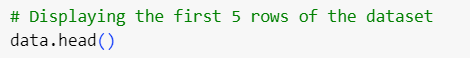 # Displaying the first 5 rows of the dataset
data.head()